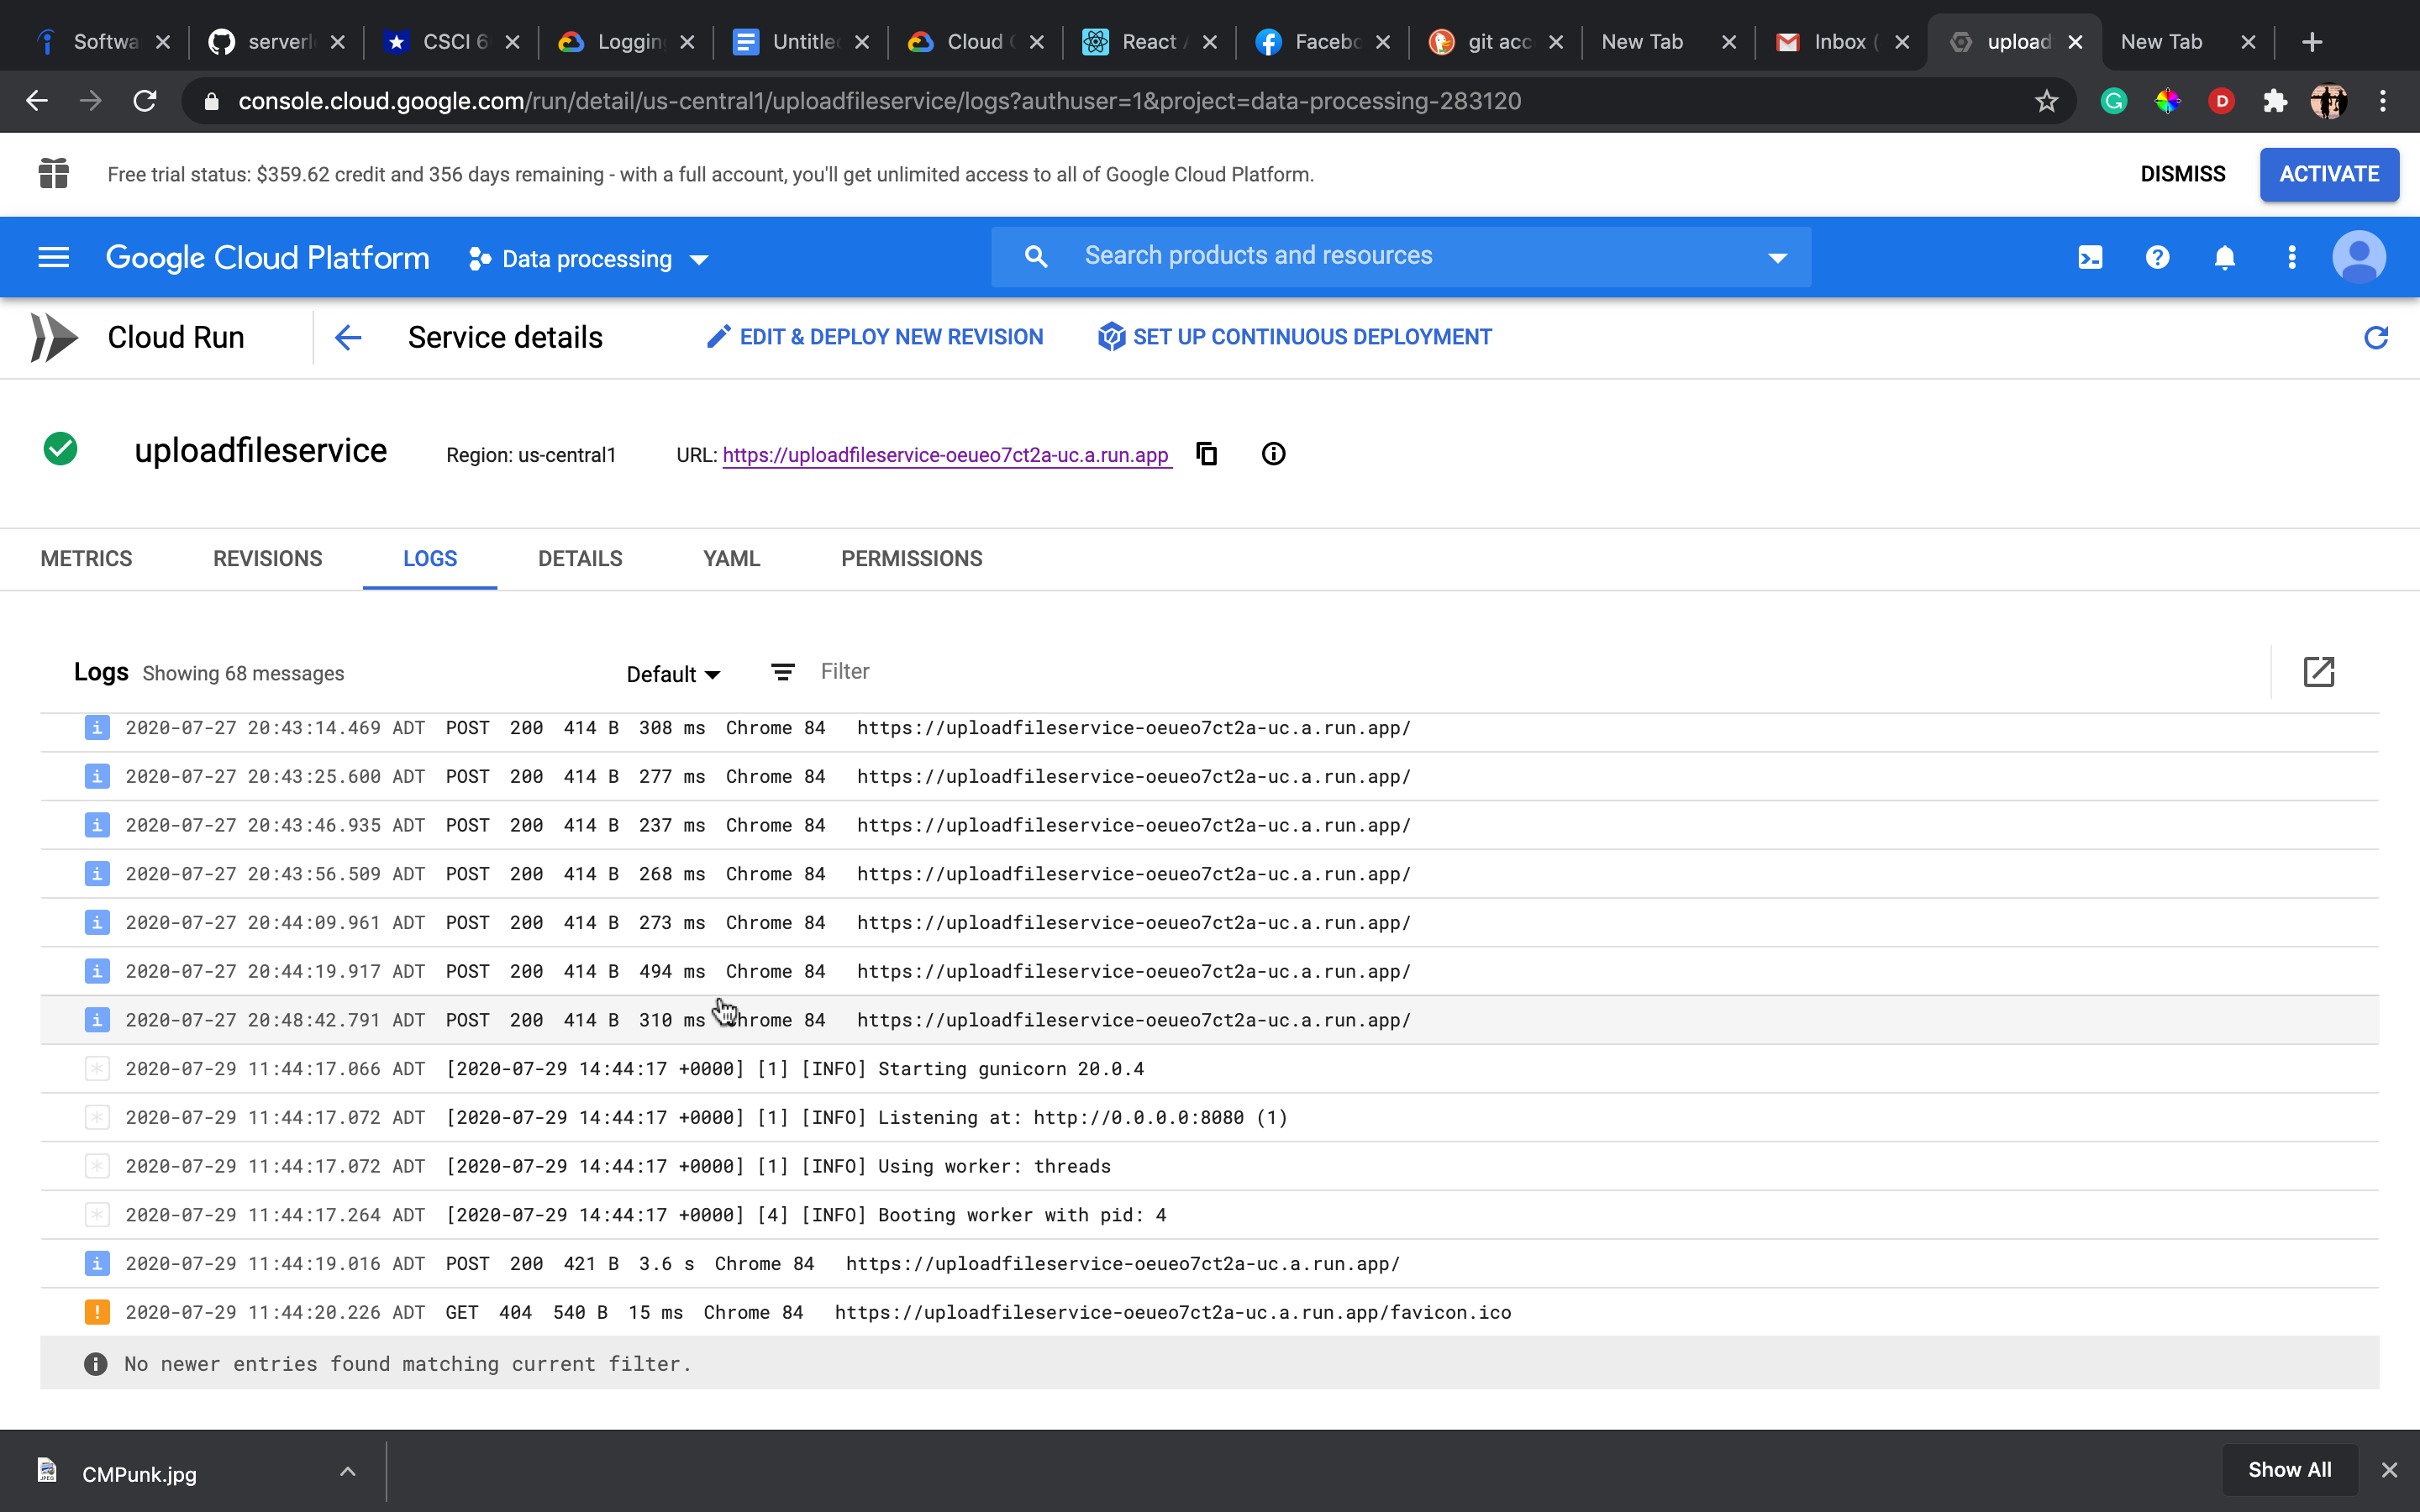 Softwa serverl CSCI 6 Loggin Untitle Cloud React Facebo git acc New Tab Inbox ( upload New Tab
console.cloud.google.com/run/detail/us-central1/uploadfileservice/logs?authuser=1&project=data-processing-283120
Free trial status: $359.62 credit and 356 days remaining - with a full account, you'll get unlimited access to all of Google Cloud Platform. DISMISS ACTIVATE
Google Cloud Platform Data processing Search products and resources
Cloud Run Service details EDIT & DEPLOY NEW REVISION SET UP CONTINUOUS DEPLOYMENT
uploadfileservice Region: us-central1 URL: https://uploadfileservice-oeueo7ct2a-uc.a.run.app
METRICS REVISIONS LOGS DETAILS YAML PERMISSIONS
Logs Showing 68 messages Default Filter
i 2020-07-27 20:43:14.469 ADT POST 200 414 B 308 ms Chrome 84 https://uploadfileservice-oeueo7ct2a-uc.a.run.app/
i 2020-07-27 20:43:25.600 ADT POST 200 414 B 277 ms Chrome 84 https://uploadfileservice-oeueo7ct2a-uc.a.run.app/
i 2020-07-27 20:43:46.935 ADT POST 200 414 B 237 ms Chrome 84 https://uploadfileservice-oeueo7ct2a-uc.a.run.app/
i 2020-07-27 20:43:56.509 ADT POST 200 414 B 268 ms Chrome 84 https://uploadfileservice-oeueo7ct2a-uc.a.run.app/
i 2020-07-27 20:44:09.961 ADT POST 200 414 B 273 ms Chrome 84 https://uploadfileservice-oeueo7ct2a-uc.a.run.app/
i 2020-07-27 20:44:19.917 ADT POST 200 414 B 494 ms Chrome 84 https://uploadfileservice-oeueo7ct2a-uc.a.run.app/
i 2020-07-27 20:48:42.791 ADT POST 200 414 B 310 ms Chrome 84 https://uploadfileservice-oeueo7ct2a-uc.a.run.app/
* 2020-07-29 11:44:17.066 ADT [2020-07-29 14:44:17 +0000] [1] [INFO] Starting gunicorn 20.0.4
* 2020-07-29 11:44:17.072 ADT [2020-07-29 14:44:17 +0000] [1] [INFO] Listening at: http://0.0.0.0:8080 (1)
* 2020-07-29 11:44:17.072 ADT [2020-07-29 14:44:17 +0000] [1] [INFO] Using worker: threads
* 2020-07-29 11:44:17.264 ADT [2020-07-29 14:44:17 +0000] [4] [INFO] Booting worker with pid: 4
i 2020-07-29 11:44:19.016 ADT POST 200 421 B 3.6 s Chrome 84 https://uploadfileservice-oeueo7ct2a-uc.a.run.app/
! 2020-07-29 11:44:20.226 ADT GET 404 540 B 15 ms Chrome 84 https://uploadfileservice-oeueo7ct2a-uc.a.run.app/favicon.ico
No newer entries found matching current filter.
CMPunk.jpg Show All